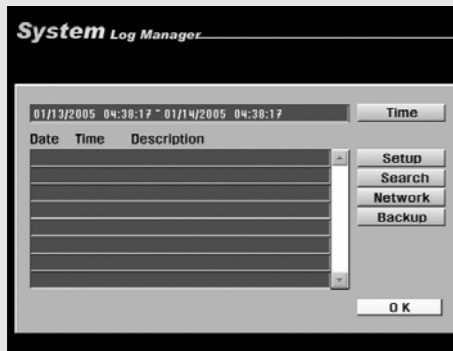 System Log Manager
01/13/2005 04:38:17 ~ 01/14/2005 04:38:17 Time
Date Time Description
Setup
Search
Network
Backup
OK